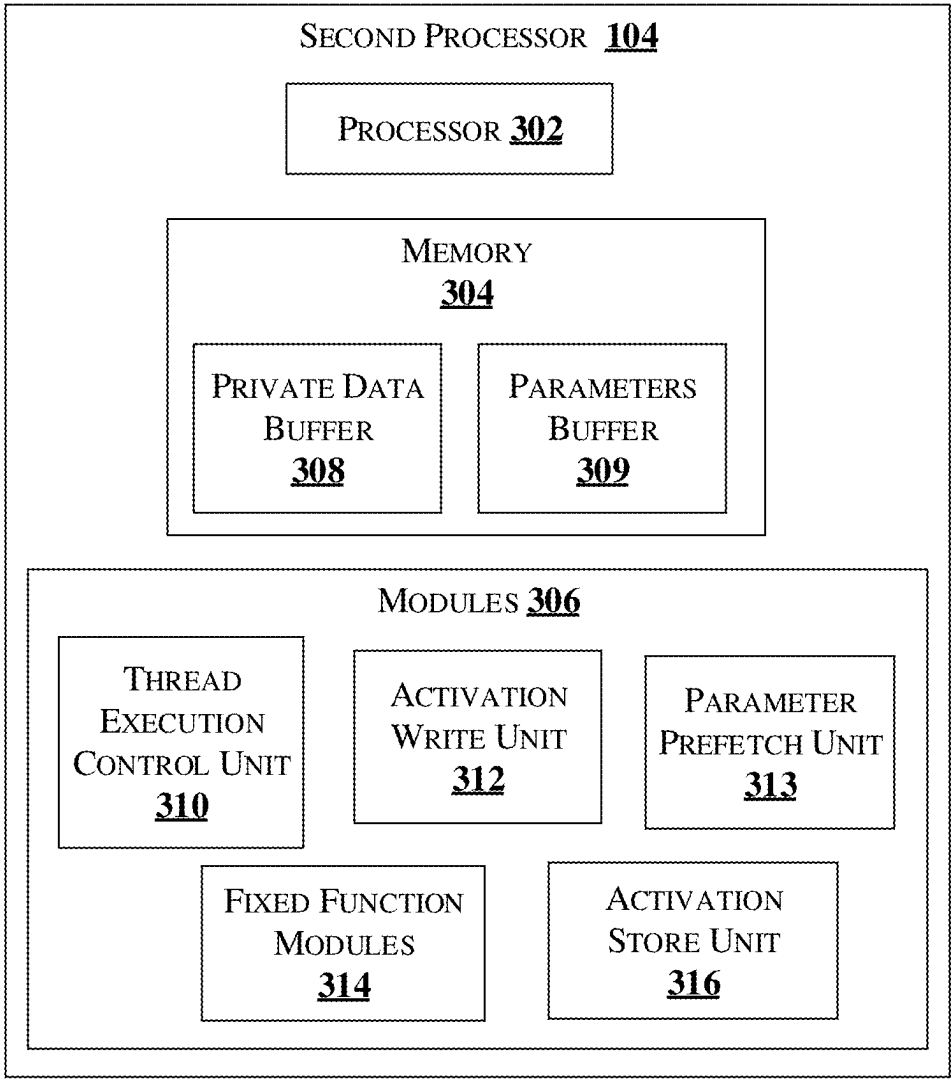 SECOND PROCESSOR 104
PROCESSOR 302
MEMORY
304
PRIVATE DATA
BUFFER
308
PARAMETERS
BUFFER
309
MODULES 306
THREAD
EXECUTION
CONTROL UNIT
310
ACTIVATION
WRITE UNIT
312
PARAMETER
PREFETCH UNIT
313
FIXED FUNCTION
MODULES
314
ACTIVATION
STORE UNIT
316